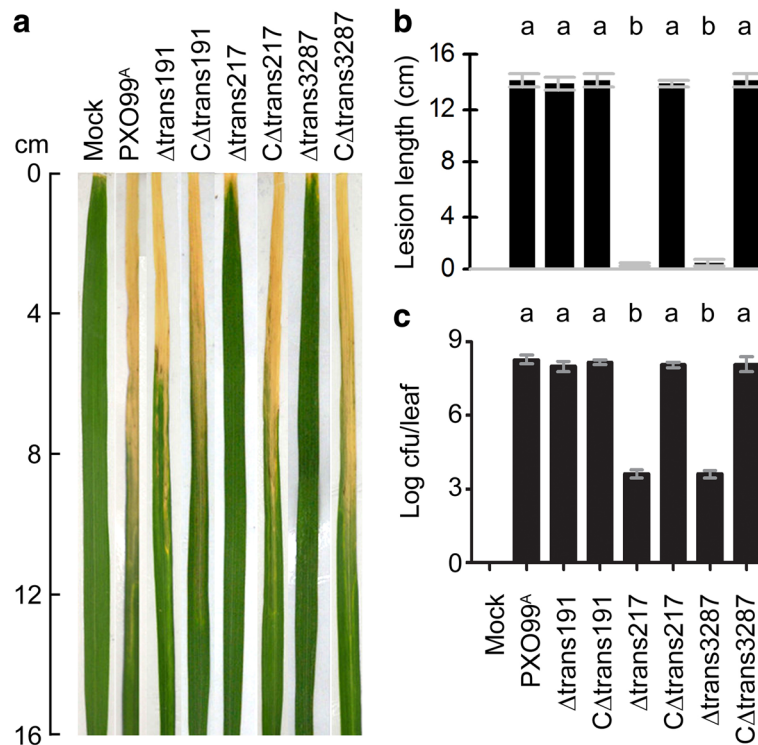 a
cm
Mock
PXO99ᴬ
Δtrans191
CΔtrans191
Δtrans217
CΔtrans217
Δtrans3287
CΔtrans3287
0
4
8
12
16
b
a a a b a b a
Lesion length (cm)
16
12
8
4
0
c
a a a b a b a
Log cfu/leaf
9
6
3
0
Mock
PXO99ᴬ
Δtrans191
CΔtrans191
Δtrans217
CΔtrans217
Δtrans3287
CΔtrans3287